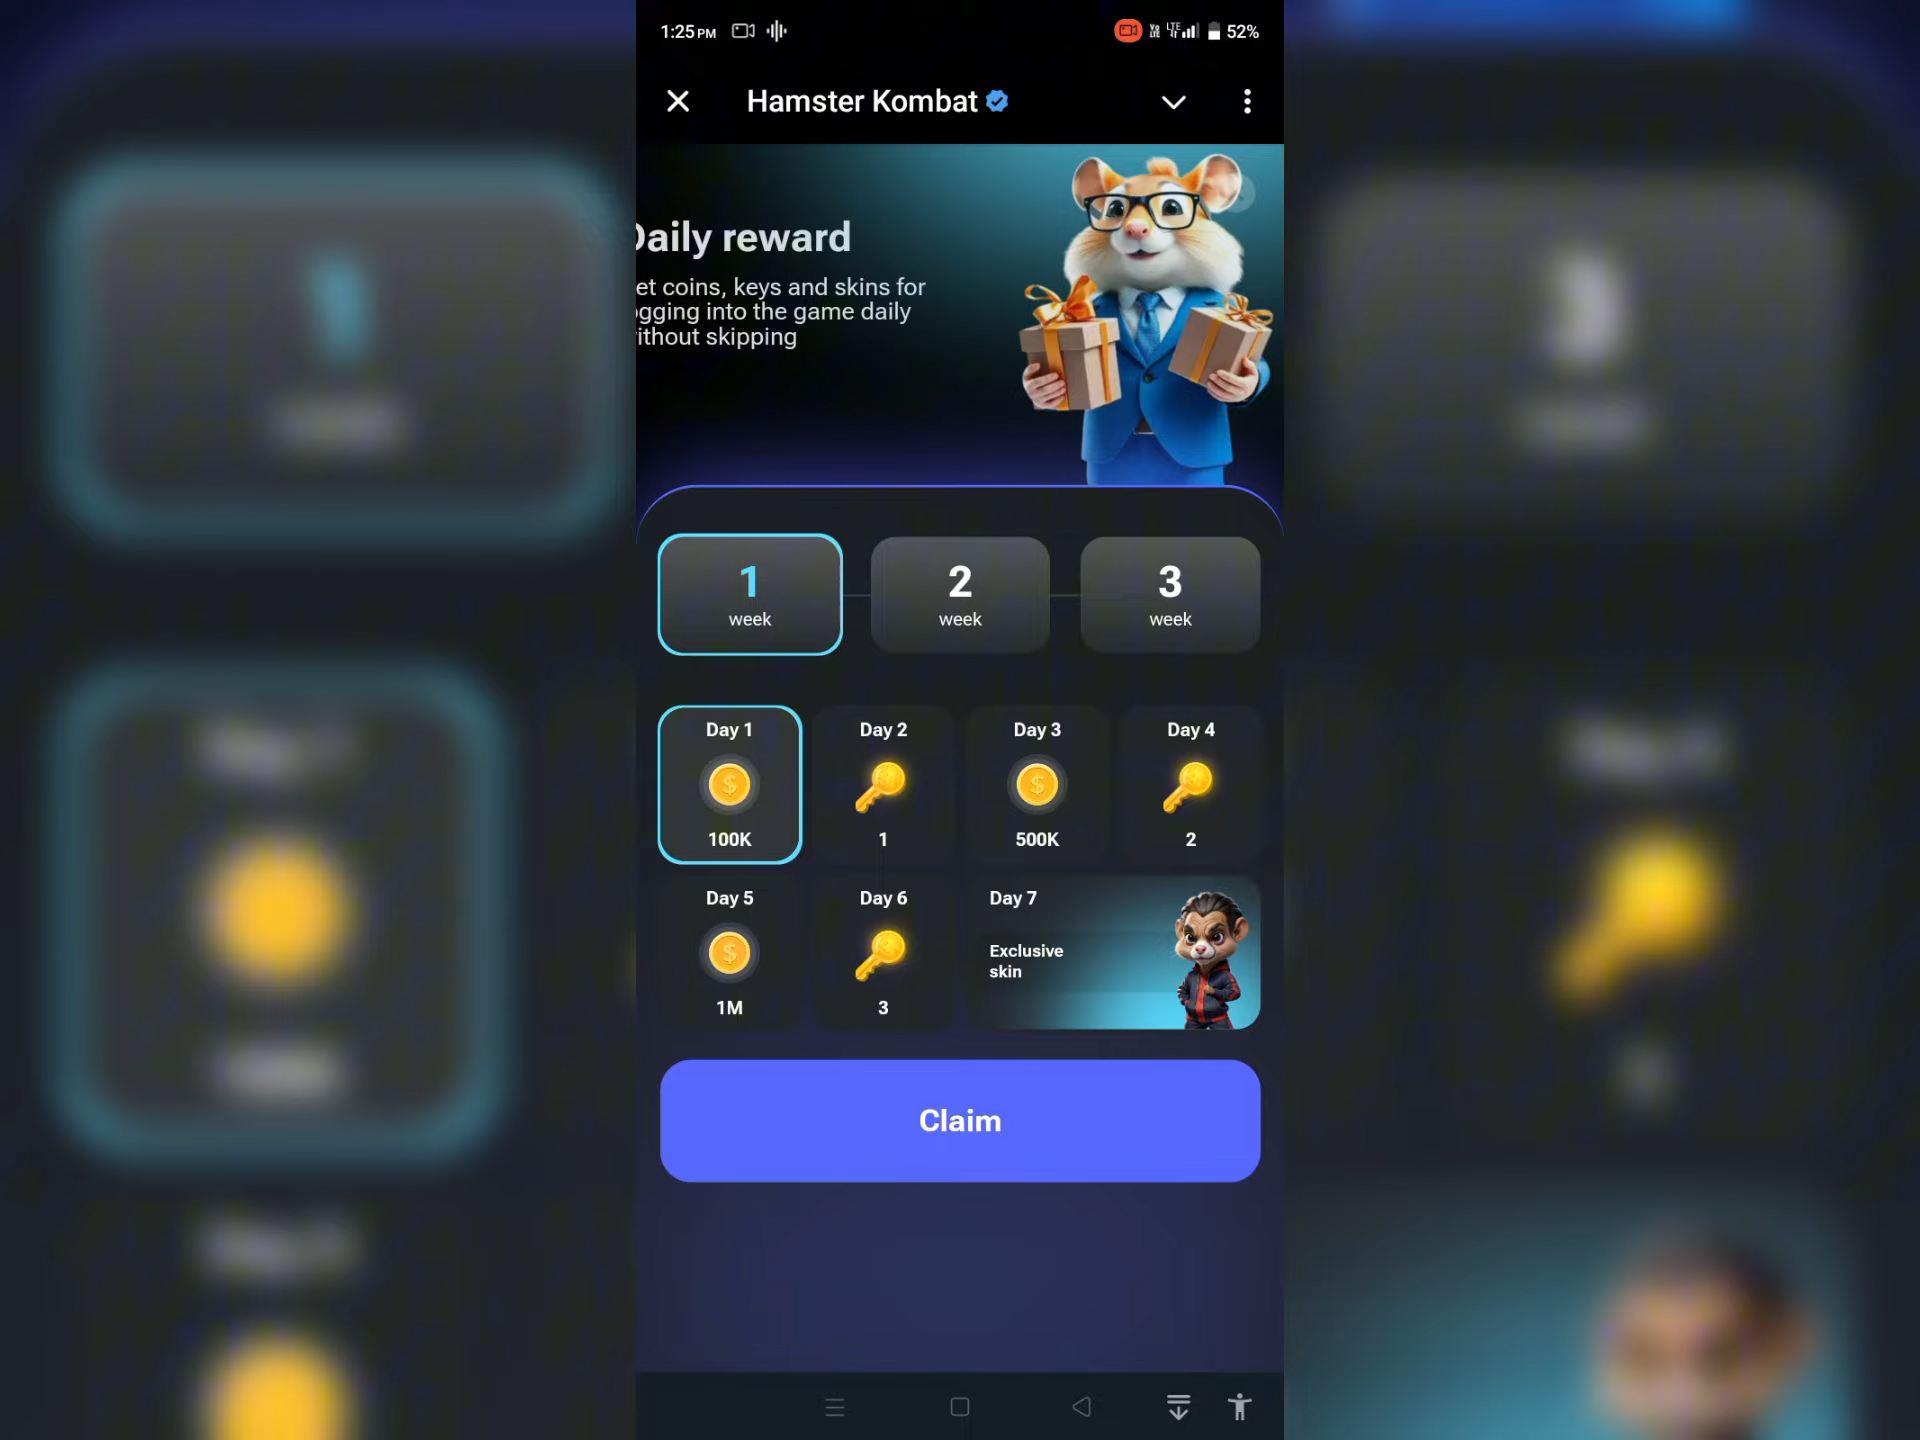 1:25 PM
52%
Hamster Kombat
Daily reward
et coins, keys and skins for
ogging into the game daily
ithout skipping
1
week
2
week
3
week
Day 1
100K
Day 2
1
Day 3
500K
Day 4
2
Day 5
1M
Day 6
3
Day 7
Exclusive
skin
Claim